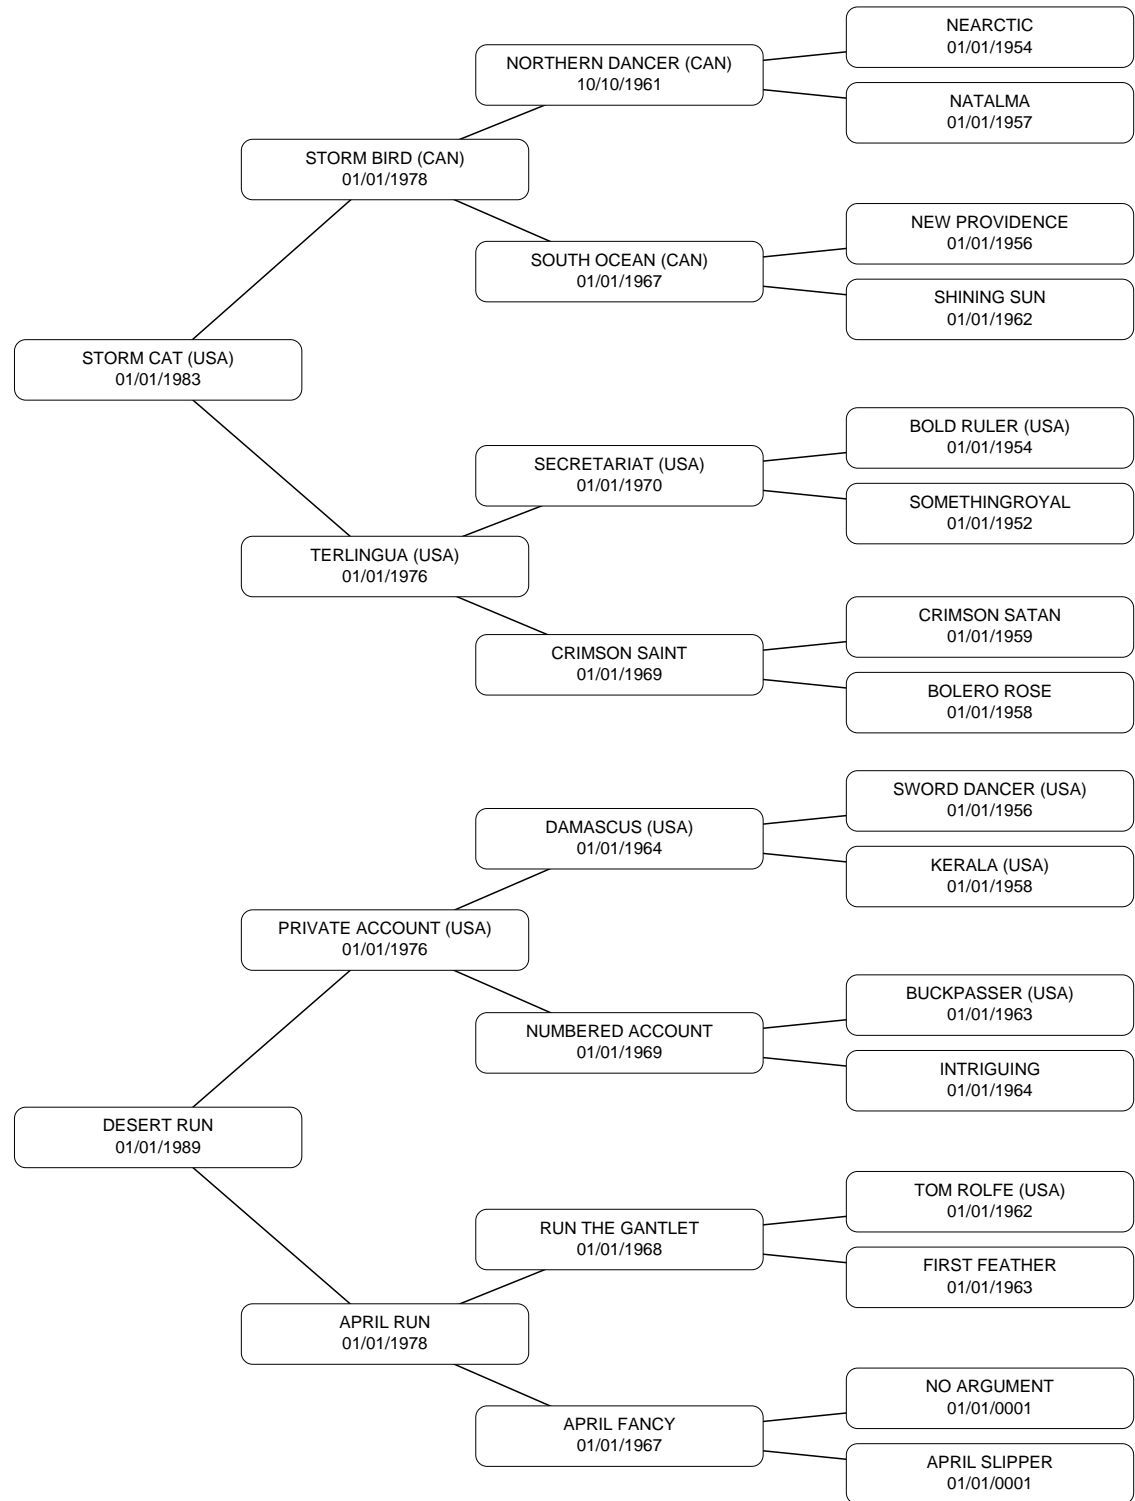 NEARCTIC
01/01/1954
NORTHERN DANCER (CAN)
10/10/1961
NATALMA
01/01/1957
STORM BIRD (CAN)
01/01/1978
NEW PROVIDENCE
01/01/1956
SOUTH OCEAN (CAN)
01/01/1967
SHINING SUN
01/01/1962
STORM CAT (USA)
01/01/1983
BOLD RULER (USA)
01/01/1954
SECRETARIAT (USA)
01/01/1970
SOMETHINGROYAL
01/01/1952
TERLINGUA (USA)
01/01/1976
CRIMSON SATAN
01/01/1959
CRIMSON SAINT
01/01/1969
BOLERO ROSE
01/01/1958
SWORD DANCER (USA)
01/01/1956
DAMASCUS (USA)
01/01/1964
KERALA (USA)
01/01/1958
PRIVATE ACCOUNT (USA)
01/01/1976
BUCKPASSER (USA)
01/01/1963
NUMBERED ACCOUNT
01/01/1969
INTRIGUING
01/01/1964
DESERT RUN
01/01/1989
TOM ROLFE (USA)
01/01/1962
RUN THE GANTLET
01/01/1968
FIRST FEATHER
01/01/1963
APRIL RUN
01/01/1978
NO ARGUMENT
01/01/0001
APRIL FANCY
01/01/1967
APRIL SLIPPER
01/01/0001